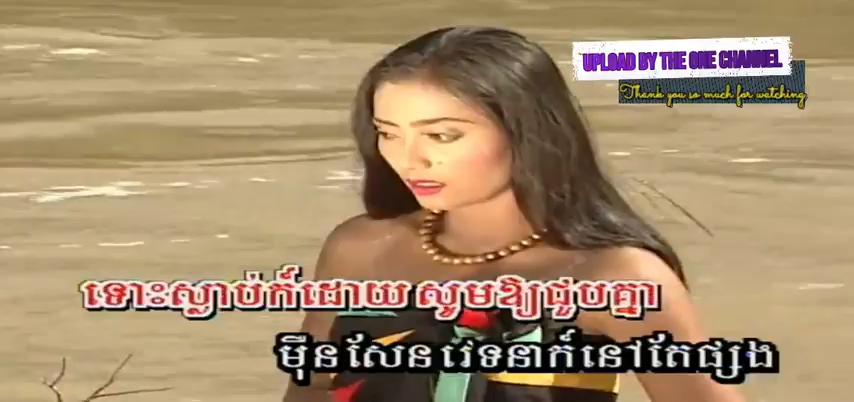 UPLOAD BY THE ONE CHANNEL
Thank you so much for watching
ទោះស្លាប់ក៏ដោយ សូមឱ្យជួបគ្នា
ម៉ឺន សែន វេទនាក៏នៅតែផ្សង